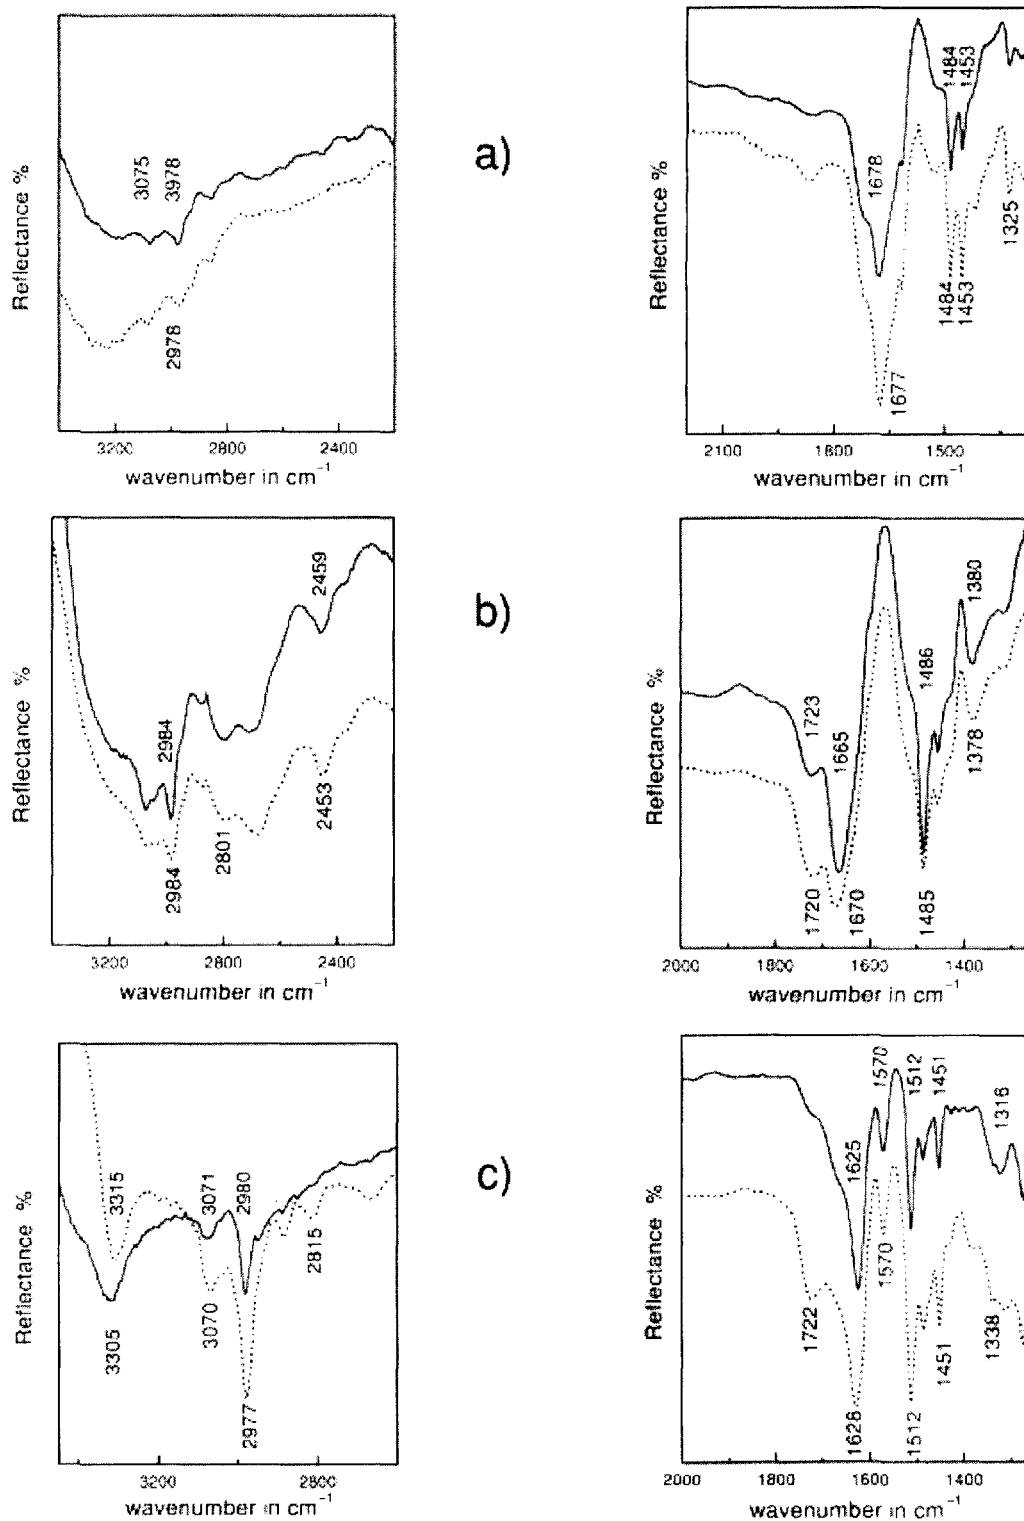 Reflectance %
3075
3978
2978
3200 2800 2400
wavenumber in cm⁻¹
a)
Reflectance %
1678
1484
1453
1484
1453
1325
1677
2100 1800 1500
wavenumber in cm⁻¹
Reflectance %
2459
2984
2984
2801
2453
3200 2800 2400
wavenumber in cm⁻¹
b)
Reflectance %
1723
1665
1486
1380
1720
1670
1485
1378
2000 1800 1600 1400
wavenumber in cm⁻¹
Reflectance %
3315
3071
2980
3305
3070
2977
2815
3200 2800
wavenumber in cm⁻¹
c)
Reflectance %
1625
1570
1512
1451
1316
1722
1628
1570
1512
1451
1338
2000 1800 1600 1400
wavenumber in cm⁻¹